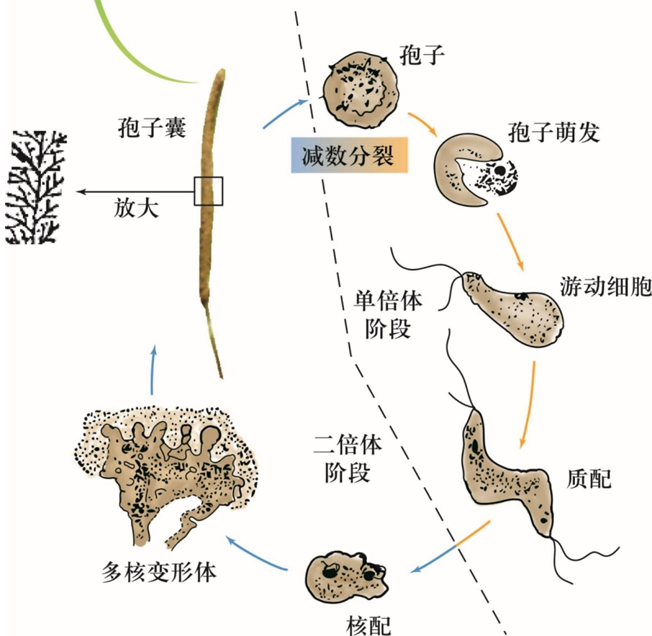 孢子
孢子囊
孢子萌发
减数分裂
放大
游动细胞
单倍体
阶段
二倍体
阶段
质配
多核变形体
核配